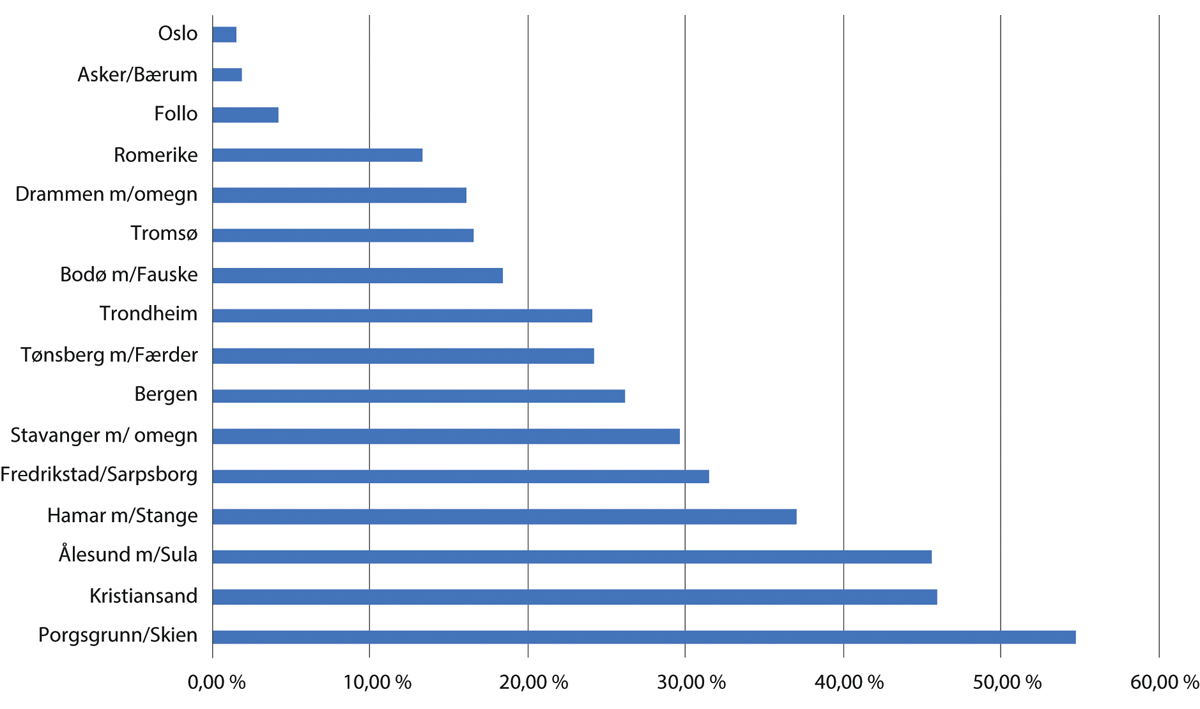 Oslo
Asker/Bærum
Follo
Romerike
Drammen m/omegn
Tromsø
Bodø m/Fauske
Trondheim
Tønsberg m/Færder
Bergen
Stavanger m/ omegn
Fredrikstad/Sarpsborg
Hamar m/Stange
Ålesund m/Sula
Kristiansand
Porgsgrunn/Skien
0,00 % 10,00 % 20,00 % 30,00 % 40,00 % 50,00 % 60,00 %